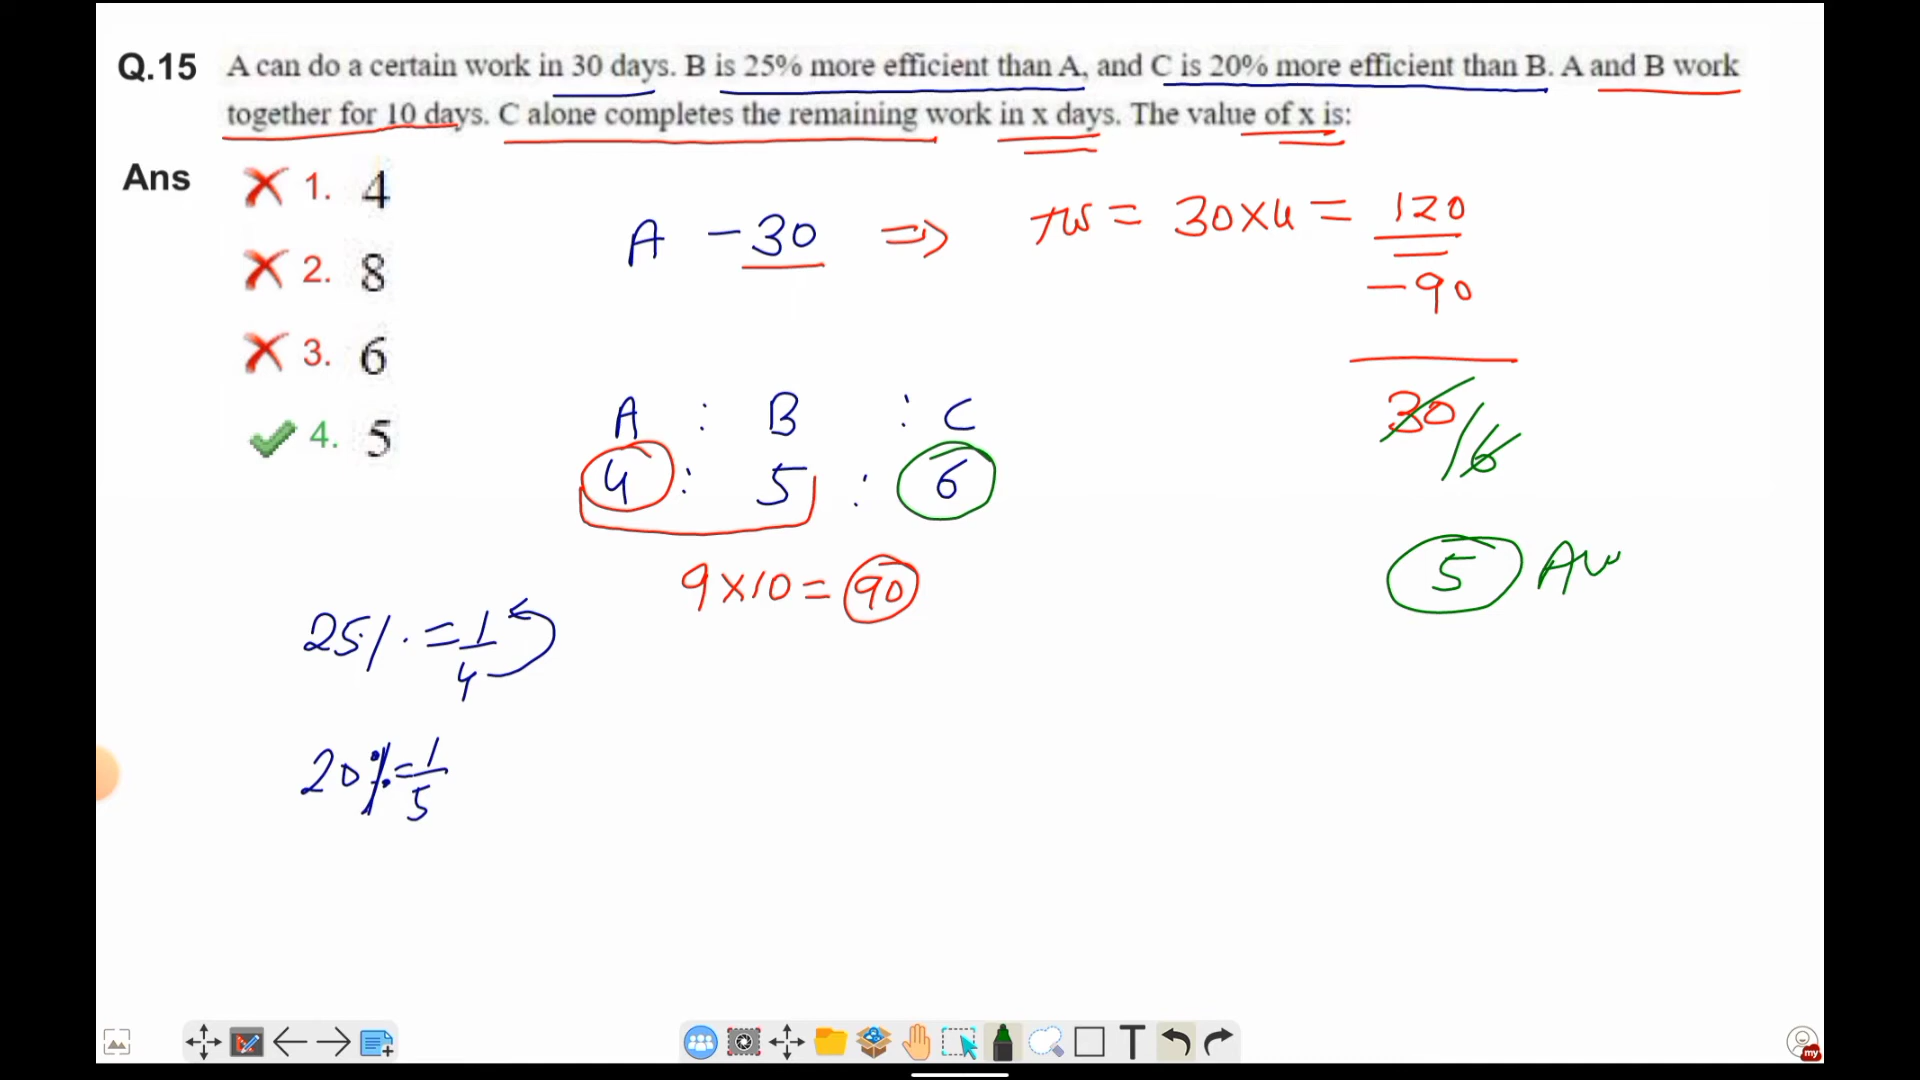 Q.15 A can do a certain work in 30 days. B is 25% more efficient than A, and C is 20% more efficient than B. A and B work
together for 10 days. C alone completes the remaining work in x days. The value of x is:
Ans
1. 4
2. 8
3. 6
4. 5
A - 30 ⇒ TW = 30×4 = 120
-90
30/6
A : B : C
4 : 5 : 6
9×10 = 90
5 Ans
25% = 1/4
20% = 1/5
T
my